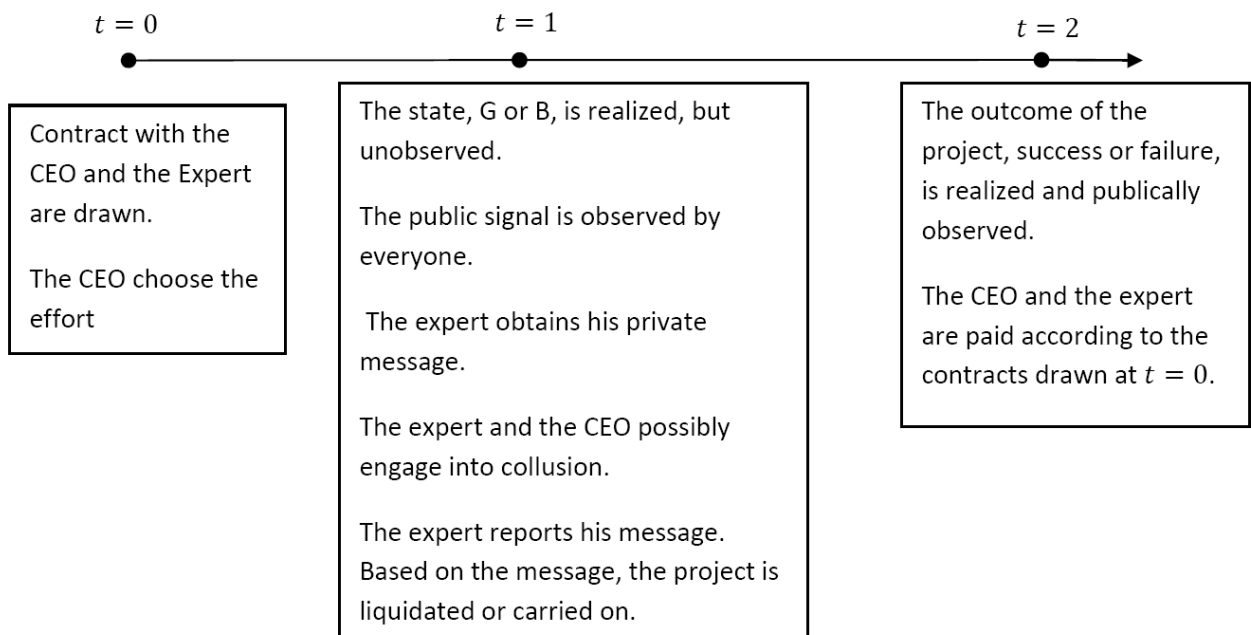 t = 0
t = 1
t = 2
Contract with the
CEO and the Expert
are drawn.
The CEO choose the
effort
The state, G or B, is realized, but
unobserved.
The public signal is observed by
everyone.
The expert obtains his private
message.
The expert and the CEO possibly
engage into collusion.
The expert reports his message.
Based on the message, the project is
liquidated or carried on.
The outcome of the
project, success or failure,
is realized and publically
observed.
The CEO and the expert
are paid according to the
contracts drawn at t = 0.